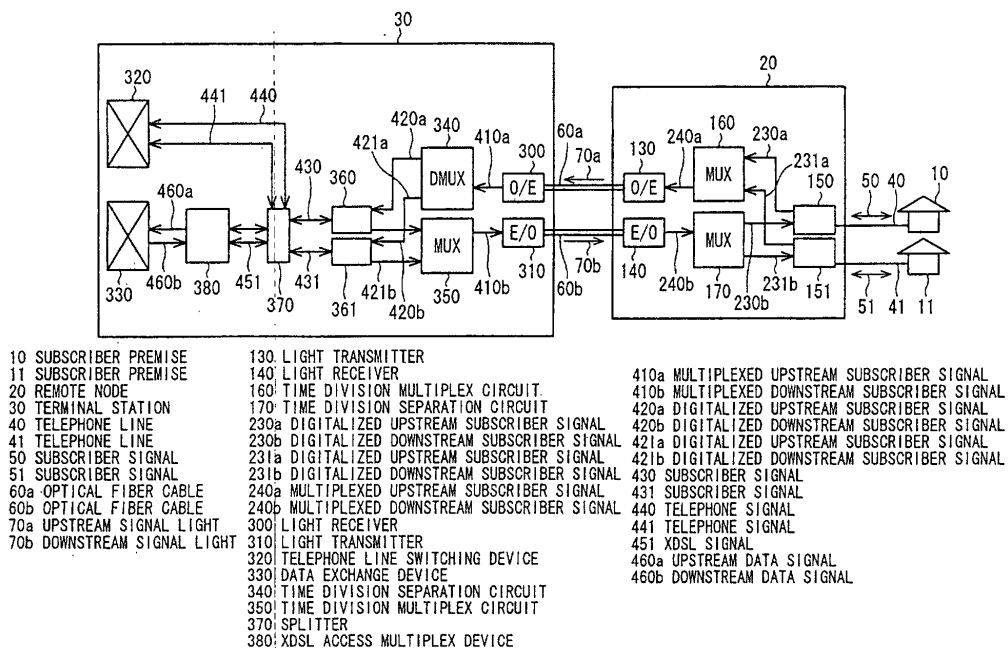 30
320
441
440
20
340
420a
410a
300
60a
70a
130
240a
160
230a
231a
421a
10
430
360
150
50
40
460a
DMUX
O/E
O/E
MUX
MUX
E/O
E/O
MUX
330
460b
380
451
370
431
361
421b
420b
350
410b
310
60b
70b
140
240b
170
230b
231b
151
51
41
11
10 SUBSCRIBER PREMISE
11 SUBSCRIBER PREMISE
20 REMOTE NODE
30 TERMINAL STATION
40 TELEPHONE LINE
41 TELEPHONE LINE
50 SUBSCRIBER SIGNAL
51 SUBSCRIBER SIGNAL
60a OPTICAL FIBER CABLE
60b OPTICAL FIBER CABLE
70a UPSTREAM SIGNAL LIGHT
70b DOWNSTREAM SIGNAL LIGHT
130 LIGHT TRANSMITTER
140 LIGHT RECEIVER
160 TIME DIVISION MULTIPLEX CIRCUIT.
170 TIME DIVISION SEPARATION CIRCUIT
230a DIGITALIZED UPSTREAM SUBSCRIBER SIGNAL
230b DIGITALIZED DOWNSTREAM SUBSCRIBER SIGNAL
231a DIGITALIZED UPSTREAM SUBSCRIBER SIGNAL
231b DIGITALIZED DOWNSTREAM SUBSCRIBER SIGNAL
240a MULTIPLEXED UPSTREAM SUBSCRIBER SIGNAL
240b MULTIPLEXED DOWNSTREAM SUBSCRIBER SIGNAL
300 LIGHT RECEIVER
310 LIGHT TRANSMITTER
320 TELEPHONE LINE SWITCHING DEVICE
330 DATA EXCHANGE DEVICE
340 TIME DIVISION SEPARATION CIRCUIT
350 TIME DIVISION MULTIPLEX CIRCUIT
370 SPLITTER
380 XDSL ACCESS MULTIPLEX DEVICE
410a MULTIPLEXED UPSTREAM SUBSCRIBER SIGNAL
410b MULTIPLEXED DOWNSTREAM SUBSCRIBER SIGNAL
420a DIGITALIZED UPSTREAM SUBSCRIBER SIGNAL
420b DIGITALIZED DOWNSTREAM SUBSCRIBER SIGNAL
421a DIGITALIZED UPSTREAM SUBSCRIBER SIGNAL
421b DIGITALIZED DOWNSTREAM SUBSCRIBER SIGNAL
430 SUBSCRIBER SIGNAL
431 SUBSCRIBER SIGNAL
440 TELEPHONE SIGNAL
441 TELEPHONE SIGNAL
451 XDSL SIGNAL
460a UPSTREAM DATA SIGNAL
460b DOWNSTREAM DATA SIGNAL